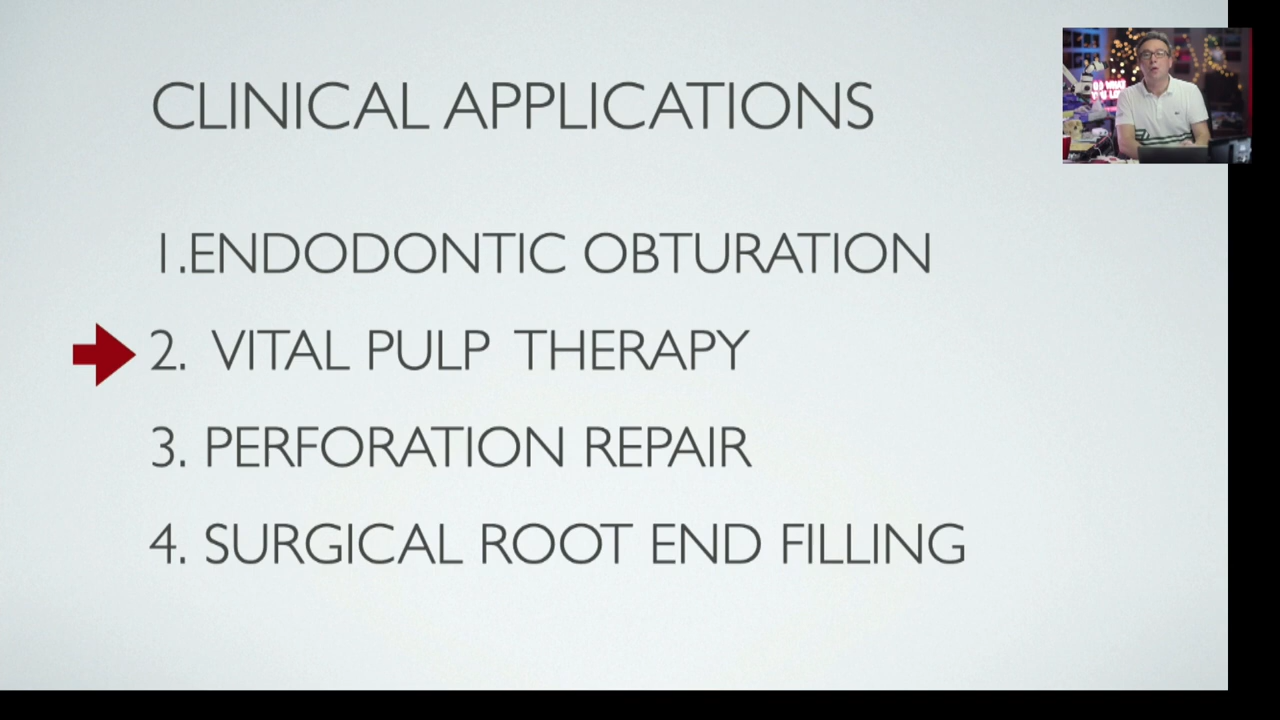 CLINICAL APPLICATIONS
1.ENDODONTIC OBTURATION
2. VITAL PULP THERAPY
3. PERFORATION REPAIR
4. SURGICAL ROOT END FILLING